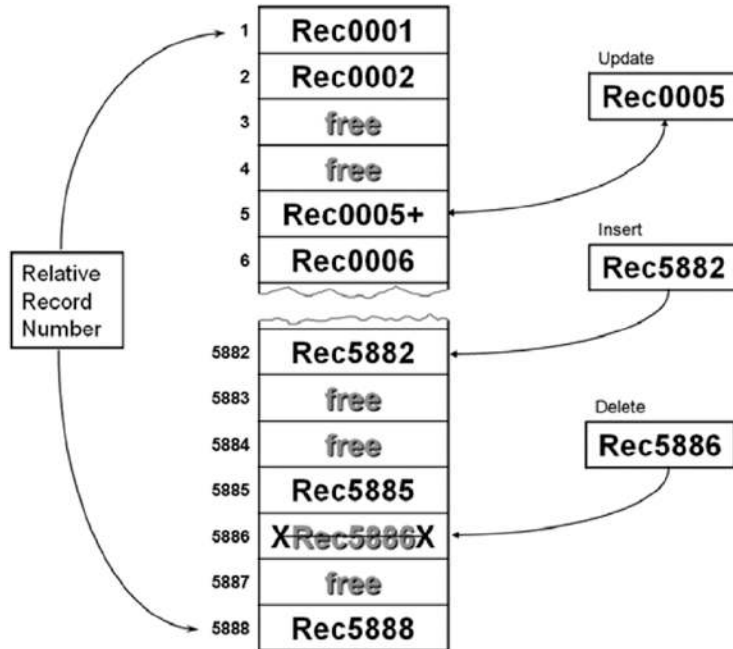 1 Rec0001
2 Rec0002
3 free
4 free
5 Rec0005+
6 Rec0006
5882 Rec5882
5883 free
5884 free
5885 Rec5885
5886 XRec5886X
5887 free
5888 Rec5888
Relative
Record
Number
Update
Rec0005
Insert
Rec5882
Delete
Rec5886